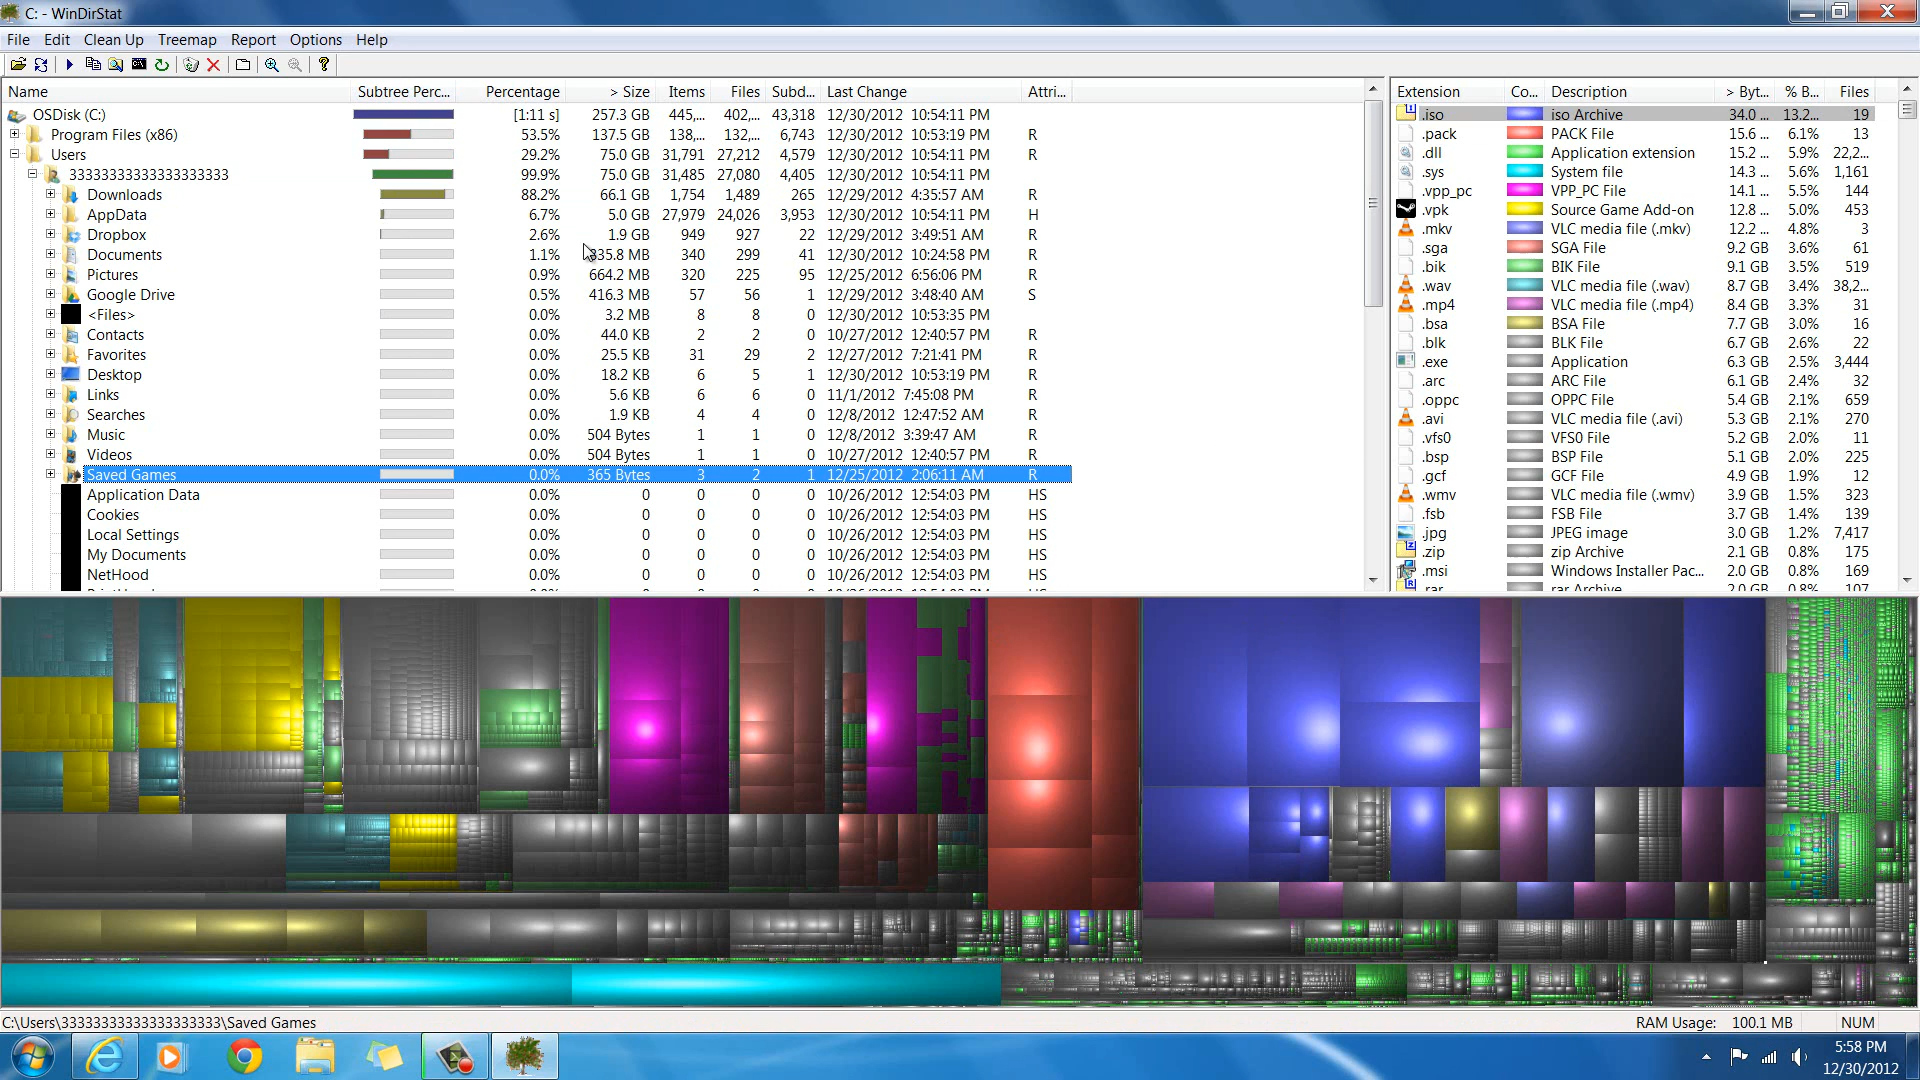 C: - WinDirStat
File Edit Clean Up Treemap Report Options Help
Name Subtree Perc... Percentage > Size Items Files Subd... Last Change Attri...
OSDisk (C:) [1:11 s] 257.3 GB 445,... 402,... 43,318 12/30/2012 10:54:11 PM
Program Files (x86) 53.5% 137.5 GB 138,... 132,... 6,743 12/30/2012 10:53:19 PM R
Users 29.2% 75.0 GB 31,791 27,212 4,579 12/30/2012 10:54:11 PM R
33333333333333333333 99.9% 75.0 GB 31,485 27,080 4,405 12/30/2012 10:54:11 PM
Downloads 88.2% 66.1 GB 1,754 1,489 265 12/29/2012 4:35:57 AM R
AppData 6.7% 5.0 GB 27,979 24,026 3,953 12/30/2012 10:54:11 PM H
Dropbox 2.6% 1.9 GB 949 927 22 12/29/2012 3:49:51 AM R
Documents 1.1% 835.8 MB 340 299 41 12/30/2012 10:24:58 PM R
Pictures 0.9% 664.2 MB 320 225 95 12/25/2012 6:56:06 PM R
Google Drive 0.5% 416.3 MB 57 56 1 12/29/2012 3:48:40 AM S
<Files> 0.0% 3.2 MB 8 8 0 12/30/2012 10:53:35 PM
Contacts 0.0% 44.0 KB 2 2 0 10/27/2012 12:40:57 PM R
Favorites 0.0% 25.5 KB 31 29 2 12/27/2012 7:21:41 PM R
Desktop 0.0% 18.2 KB 6 5 1 12/30/2012 10:53:19 PM R
Links 0.0% 5.6 KB 6 6 0 11/1/2012 7:45:08 PM R
Searches 0.0% 1.9 KB 4 4 0 12/8/2012 12:47:52 AM R
Music 0.0% 504 Bytes 1 1 0 12/8/2012 3:39:47 AM R
Videos 0.0% 504 Bytes 1 1 0 10/27/2012 12:40:57 PM R
Saved Games 0.0% 365 Bytes 3 2 1 12/25/2012 2:06:11 AM R
Application Data 0.0% 0 0 0 0 10/26/2012 12:54:03 PM HS
Cookies 0.0% 0 0 0 0 10/26/2012 12:54:03 PM HS
Local Settings 0.0% 0 0 0 0 10/26/2012 12:54:03 PM HS
My Documents 0.0% 0 0 0 0 10/26/2012 12:54:03 PM HS
NetHood 0.0% 0 0 0 0 10/26/2012 12:54:03 PM HS
Extension Co... Description > Byt... % B... Files
.iso iso Archive 34.0 ... 13.2... 19
.pack PACK File 15.6 ... 6.1% 13
.dll Application extension 15.2 ... 5.9% 22,2...
.sys System file 14.3 ... 5.6% 1,161
.vpp_pc VPP_PC File 14.1 ... 5.5% 144
.vpk Source Game Add-on 12.8 ... 5.0% 453
.mkv VLC media file (.mkv) 12.2 ... 4.8% 3
.sga SGA File 9.2 GB 3.6% 61
.bik BIK File 9.1 GB 3.5% 519
.wav VLC media file (.wav) 8.7 GB 3.4% 38,2...
.mp4 VLC media file (.mp4) 8.4 GB 3.3% 31
.bsa BSA File 7.7 GB 3.0% 16
.blk BLK File 6.7 GB 2.6% 22
.exe Application 6.3 GB 2.5% 3,444
.arc ARC File 6.1 GB 2.4% 32
.oppc OPPC File 5.4 GB 2.1% 659
.avi VLC media file (.avi) 5.3 GB 2.1% 270
.vfs0 VFS0 File 5.2 GB 2.0% 11
.bsp BSP File 5.1 GB 2.0% 225
.gcf GCF File 4.9 GB 1.9% 12
.wmv VLC media file (.wmv) 3.9 GB 1.5% 323
.fsb FSB File 3.7 GB 1.4% 139
.jpg JPEG image 3.0 GB 1.2% 7,417
.zip zip Archive 2.1 GB 0.8% 175
.msi Windows Installer Pac... 2.0 GB 0.8% 169
.rar rar Archive 2.0 GB 0.8% 107
C:\Users\33333333333333333333\Saved Games RAM Usage: 100.1 MB NUM
5:58 PM
12/30/2012